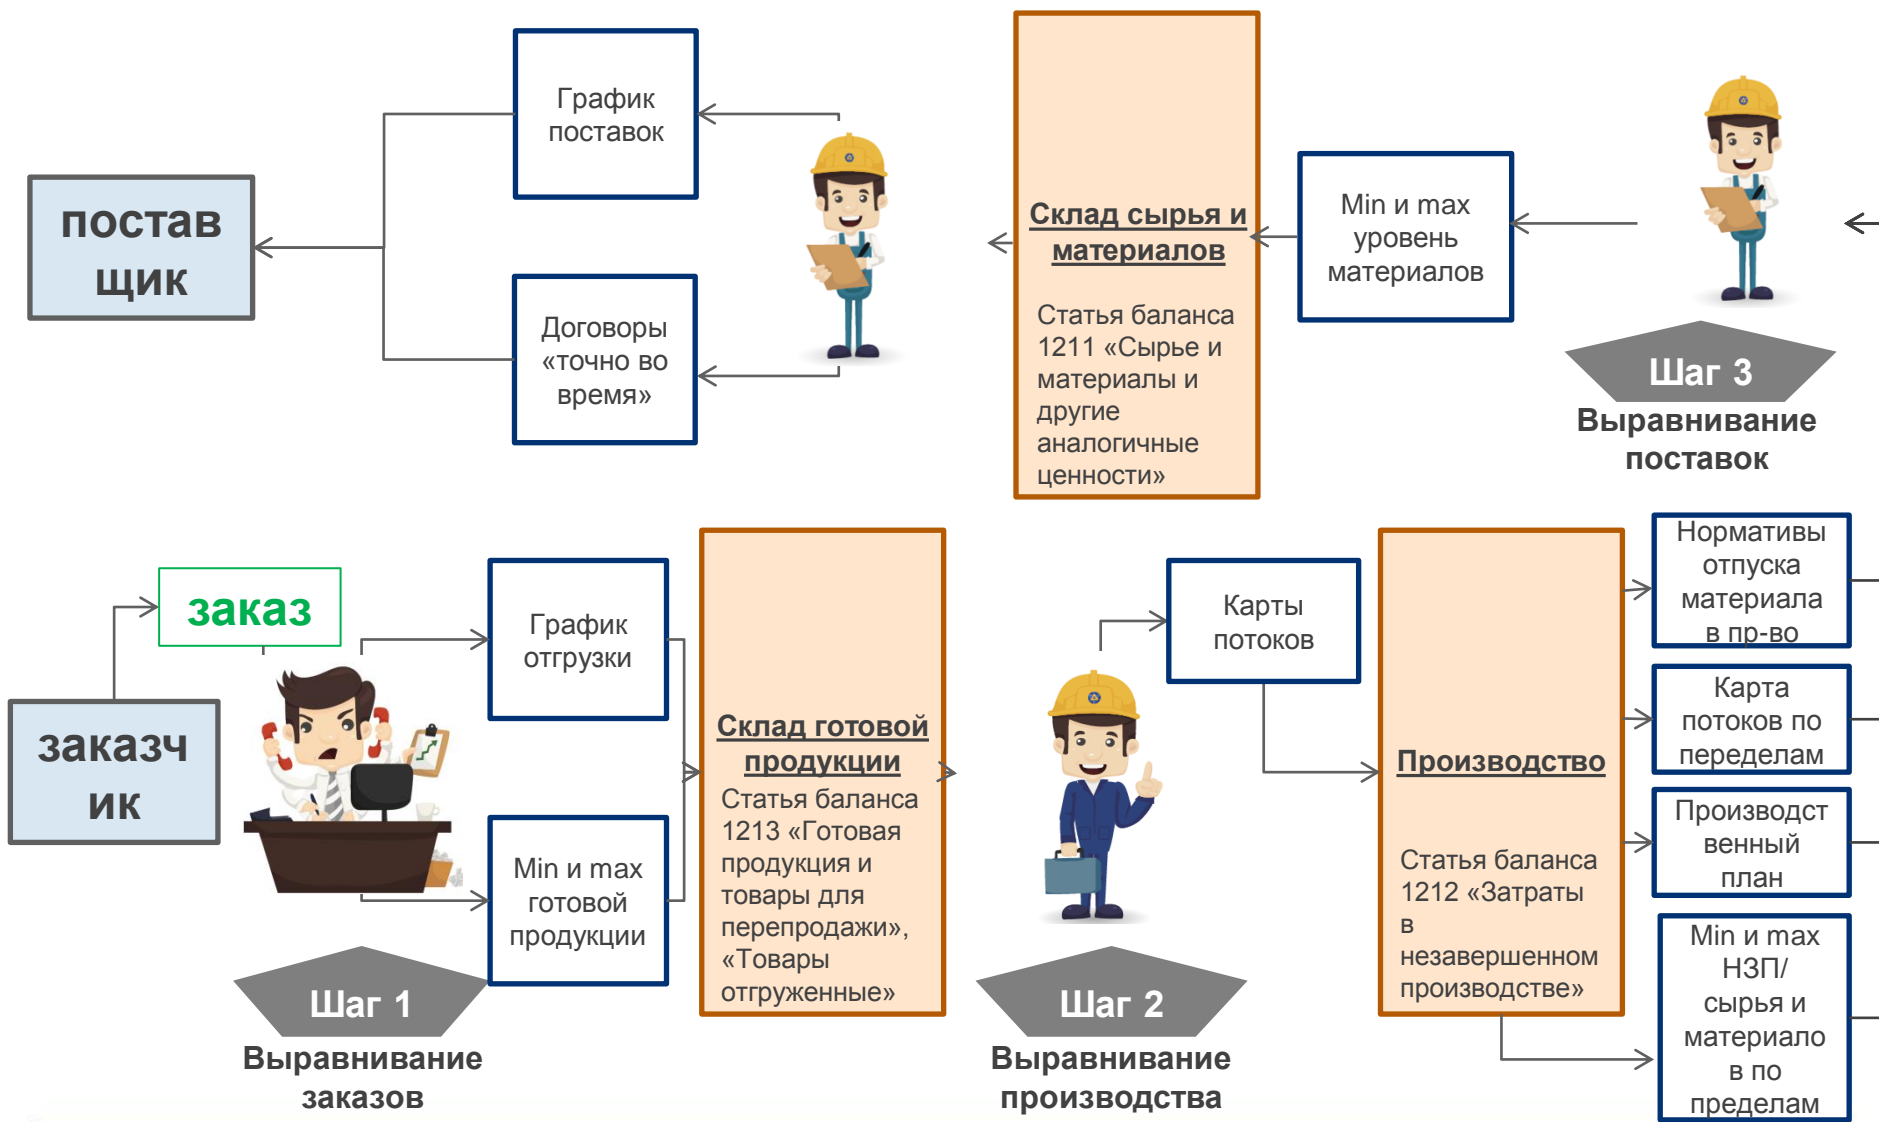 График
поставок
постав
щик
Договоры
«точно во
время»
Склад сырья и
материалов
Статья баланса
1211 «Сырье и
материалы и
другие
аналогичные
ценности»
Min и max
уровень
материалов
Шаг 3
Выравнивание
поставок
заказ
заказч
ик
График
отгрузки
Min и max
готовой
продукции
Шаг 1
Выравнивание
заказов
Склад готовой
продукции
Статья баланса
1213 «Готовая
продукция и
товары для
перепродажи»,
«Товары
отгруженные»
Шаг 2
Выравнивание
производства
Карты
потоков
Производство
Статья баланса
1212 «Затраты
в
незавершенном
производстве»
Нормативы
отпуска
материала
в пр-во
Карта
потоков по
переделам
Производст
венный
план
Min и max
НЗП/
сырья и
материало
в по
пределам